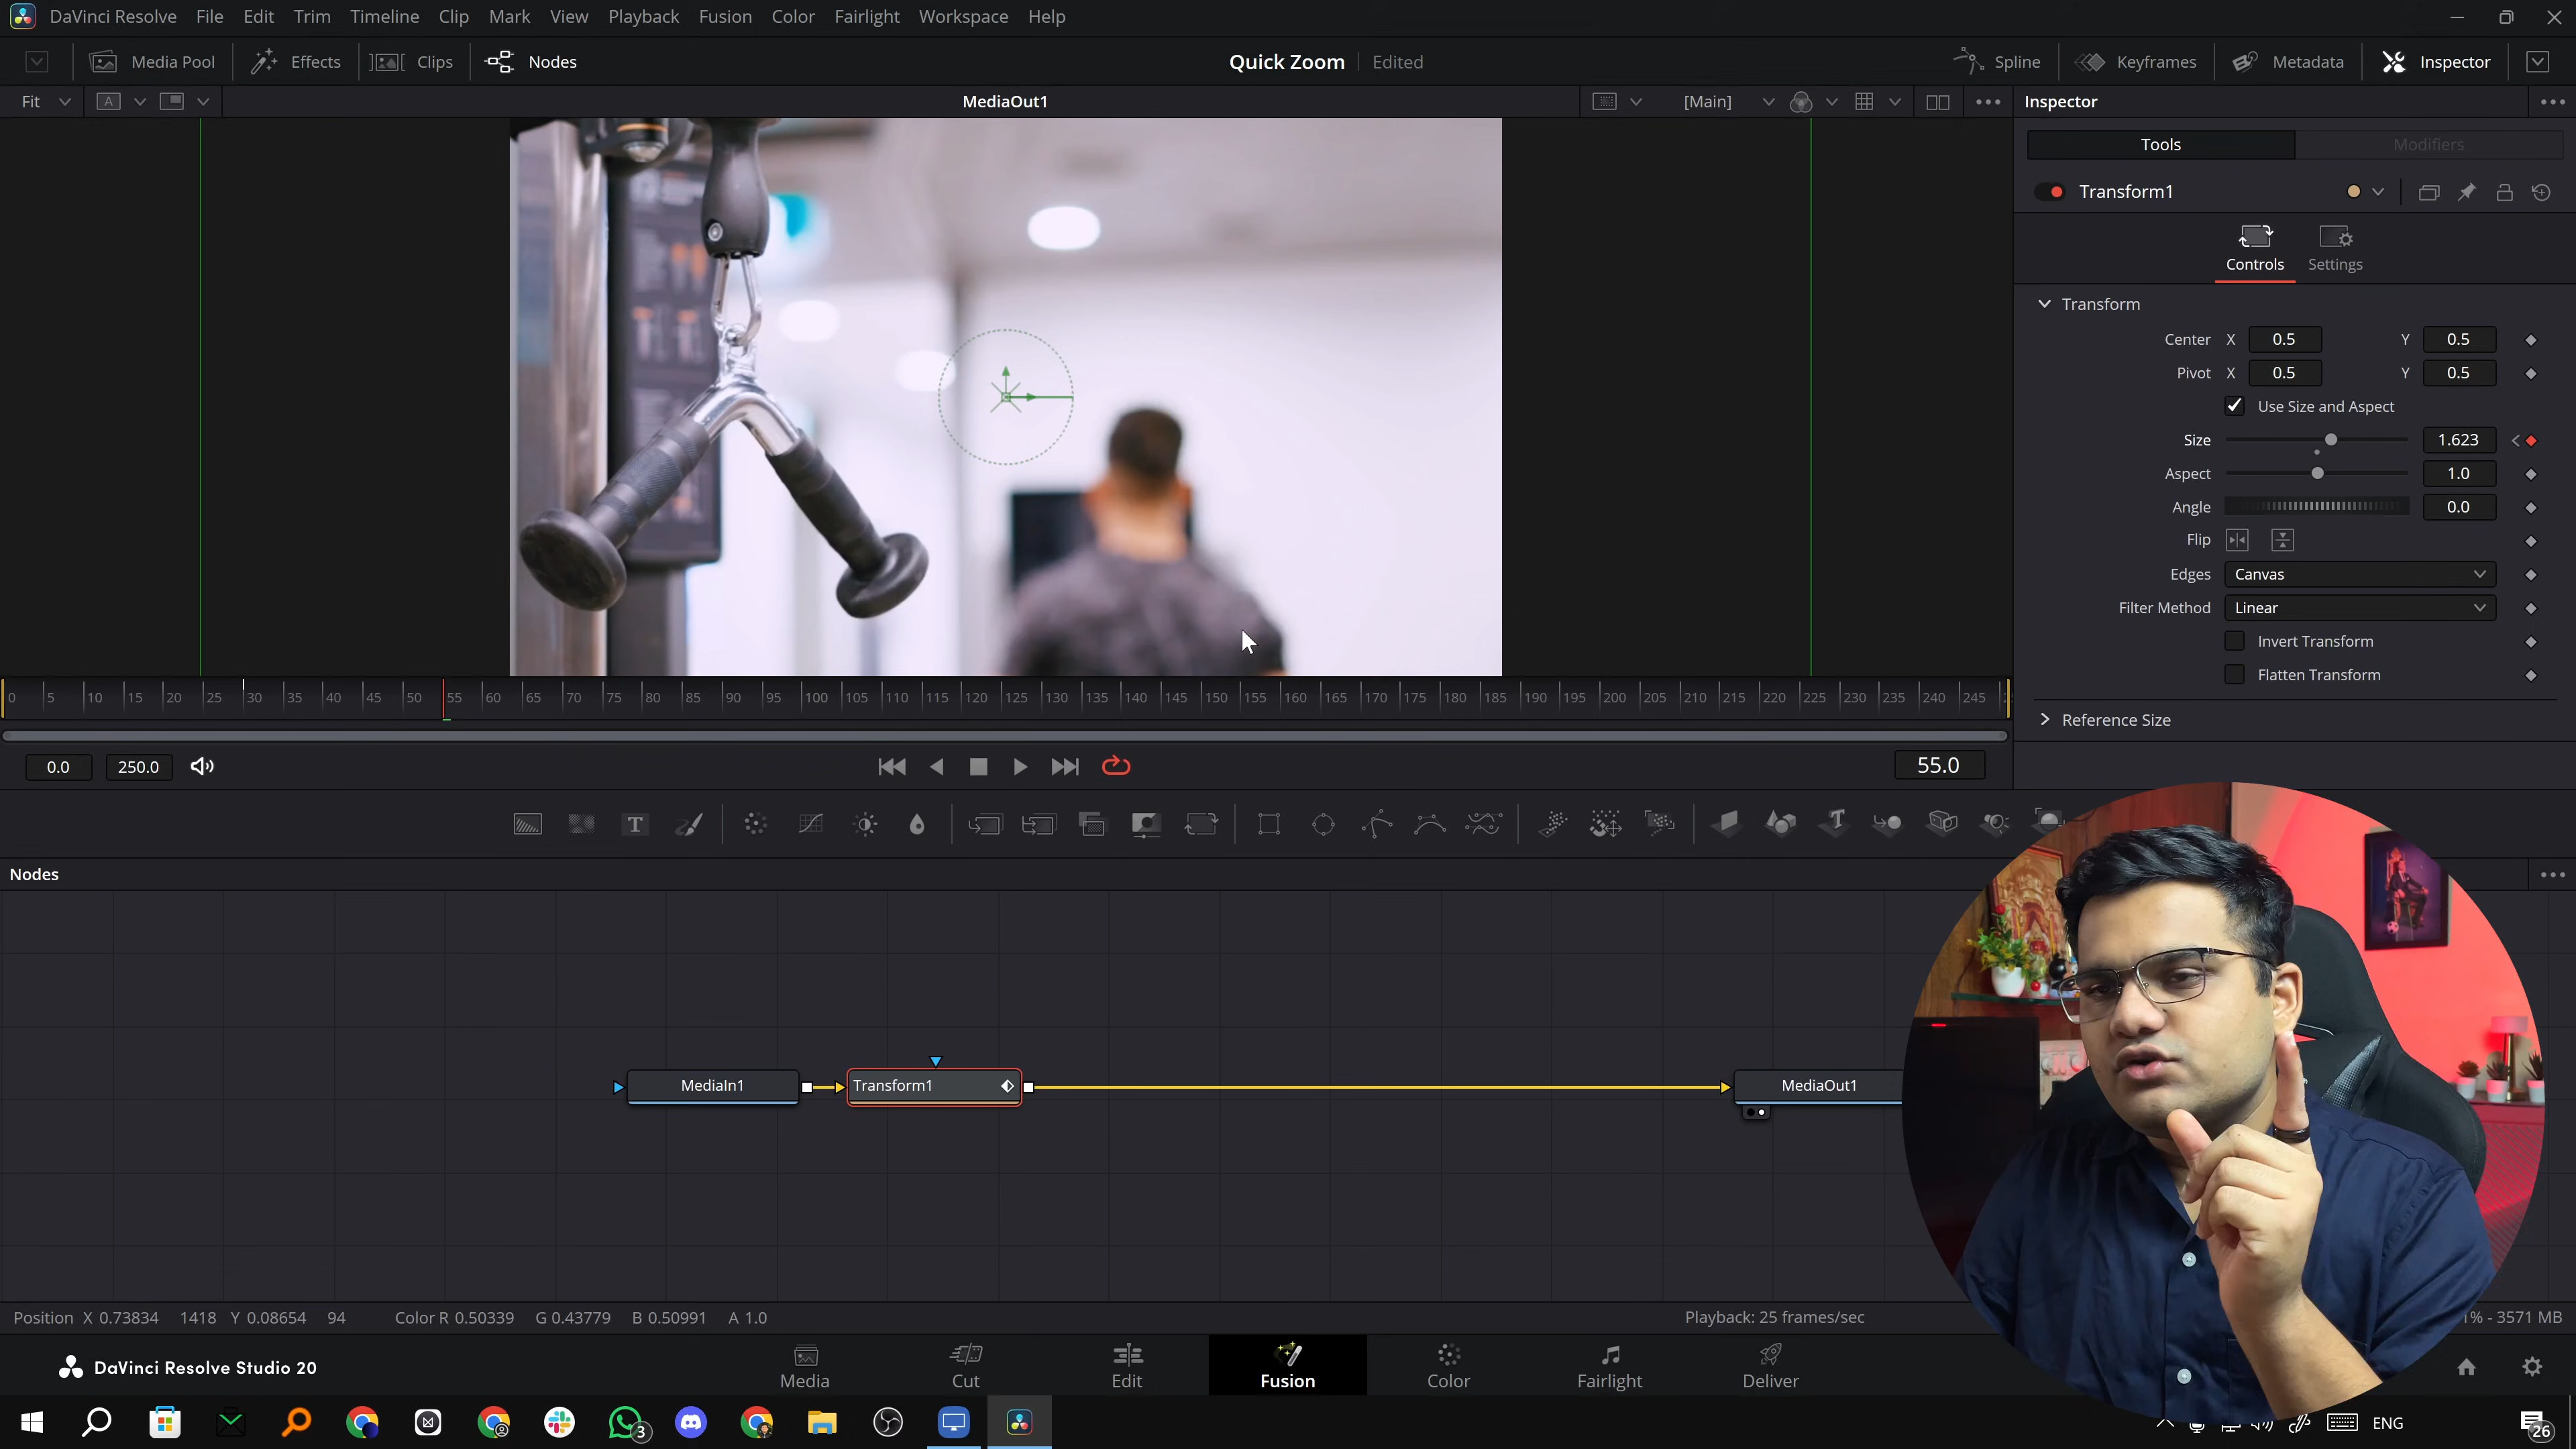 DaVinci Resolve File Edit Trim Timeline Clip Mark View Playback Fusion Color Fairlight Workspace Help
Media Pool Effects Clips Nodes Quick Zoom Edited Spline Keyframes Metadata Inspector
Fit A MediaOut1 [Main] Inspector
Tools Modifiers
Transform1
Controls Settings
Transform
Center X 0.5 Y 0.5
Pivot X 0.5 Y 0.5
Use Size and Aspect
Size 1.623
Aspect 1.0
Angle 0.0
Flip
Edges Canvas
Filter Method Linear
Invert Transform
Flatten Transform
Reference Size
0 5 10 15 20 25 30 35 40 45 50 55 60 65 70 75 80 85 90 95 100 105 110 115 120 125 130 135 140 145 150 155 160 165 170 175 180 185 190 195 200 205 210 215 220 225 230 235 240 245
0.0 250.0 55.0
T T
Nodes
MediaIn1 Transform1 MediaOut1
Position X 0.73834 1418 Y 0.08654 94 Color R 0.50339 G 0.43779 B 0.50991 A 1.0 Playback: 25 frames/sec 1% - 3571 MB
DaVinci Resolve Studio 20 Media Cut Edit Fusion Color Fairlight Deliver
3 ENG 26